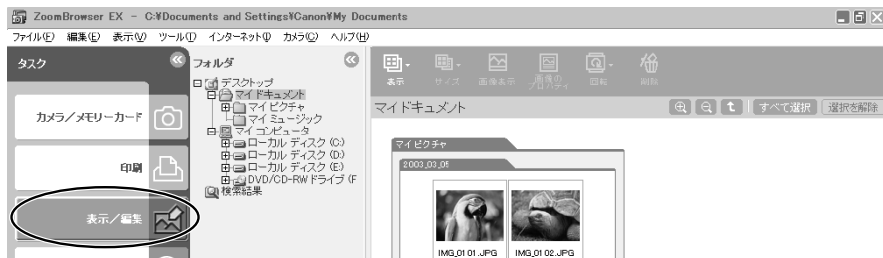 ZoomBrowser EX - C:¥Documents and Settings¥Canon¥My Documents
ファイル(F) 編集(E) 表示(V) ツール(T) インターネット(I) カメラ(C) ヘルプ(H)
タスク
カメラ/メモリーカード
印刷
表示/編集
フォルダ
デスクトップ
マイ ドキュメント
マイ ピクチャ
マイ ミュージック
マイ コンピュータ
ローカル ディスク (C:)
ローカル ディスク (D:)
ローカル ディスク (E:)
DVD/CD-RW ドライブ (F
検索結果
表示
サイズ
画像表示
画像の
プロパティ
回転
削除
マイ ドキュメント
すべて選択
選択を解除
マイ ピクチャ
2003_03_05
IMG_0101.JPG
IMG_0102.JPG